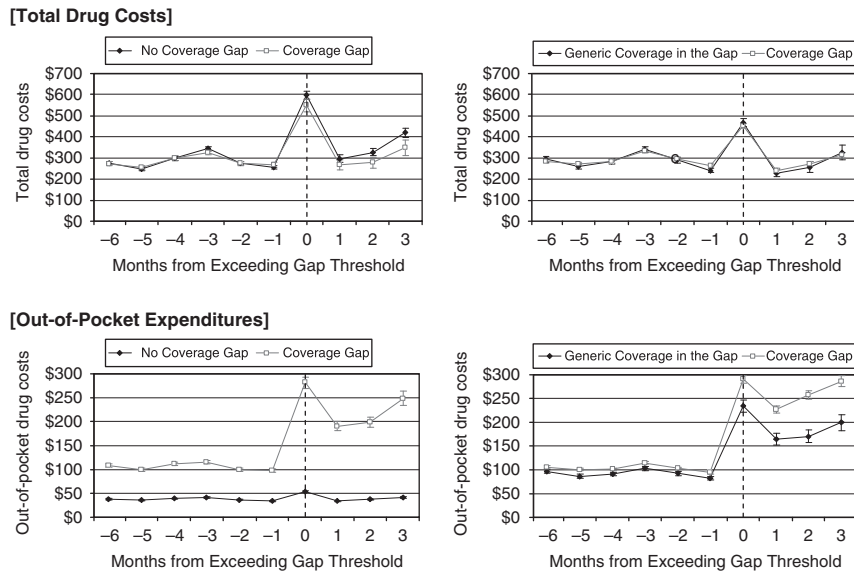 [Total Drug Costs]
No Coverage Gap Coverage Gap
Total drug costs
$700
$600
$500
$400
$300
$200
$100
$0
–6 –5 –4 –3 –2 –1 0 1 2 3
Months from Exceeding Gap Threshold
Generic Coverage in the Gap Coverage Gap
Total drug costs
$700
$600
$500
$400
$300
$200
$100
$0
–6 –5 –4 –3 –2 –1 0 1 2 3
Months from Exceeding Gap Threshold
[Out-of-Pocket Expenditures]
No Coverage Gap Coverage Gap
Out-of-pocket drug costs
$300
$250
$200
$150
$100
$50
$0
–6 –5 –4 –3 –2 –1 0 1 2 3
Months from Exceeding Gap Threshold
Generic Coverage in the Gap Coverage Gap
Out-of-pocket drug costs
$300
$250
$200
$150
$100
$50
$0
–6 –5 –4 –3 –2 –1 0 1 2 3
Months from Exceeding Gap Threshold